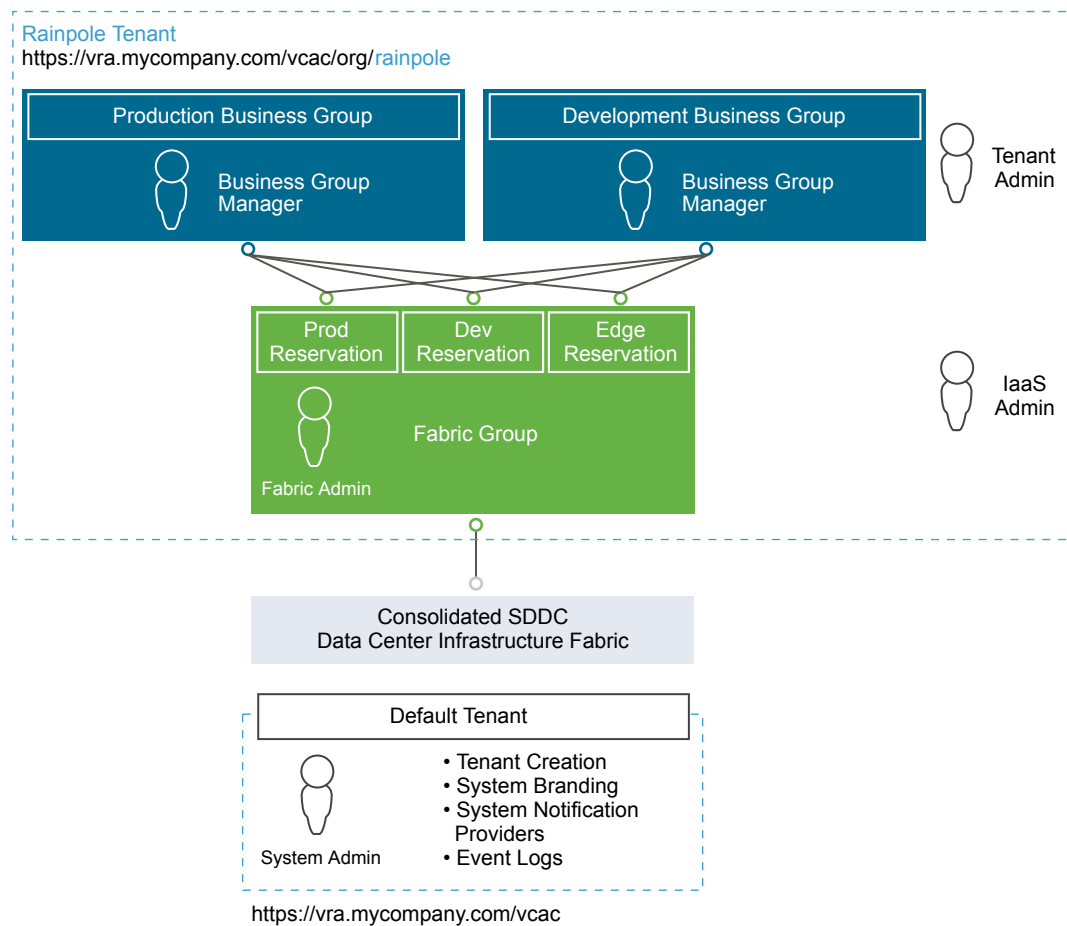 Rainpole Tenant
https://vra.mycompany.com/vcac/org/rainpole
Production Business Group
Development Business Group
Business Group
Manager
Business Group
Manager
Tenant
Admin
Prod
Reservation
Dev
Reservation
Edge
Reservation
Fabric Group
Fabric Admin
IaaS
Admin
Consolidated SDDC
Data Center Infrastructure Fabric
Default Tenant
• Tenant Creation
• System Branding
• System Notification
Providers
• Event Logs
System Admin
https://vra.mycompany.com/vcac